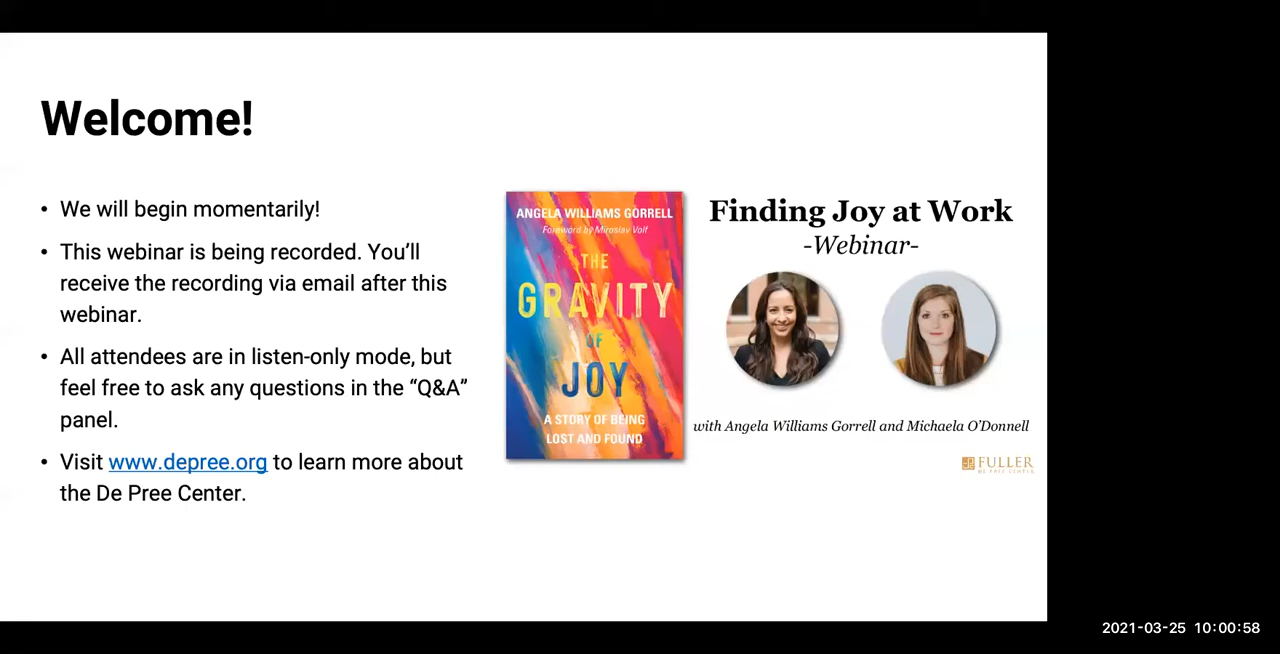 Welcome!
• We will begin momentarily!
• This webinar is being recorded. You’ll
receive the recording via email after this
webinar.
• All attendees are in listen-only mode, but
feel free to ask any questions in the “Q&A”
panel.
• Visit www.depree.org to learn more about
the De Pree Center.
ANGELA WILLIAMS GORRELL
Foreword by Miroslav Volf
THE
GRAVITY
OF
JOY
A STORY OF BEING
LOST AND FOUND
Finding Joy at Work
-Webinar-
with Angela Williams Gorrell and Michaela O’Donnell
FULLER
DE PREE CENTER
2021-03-25 10:00:58